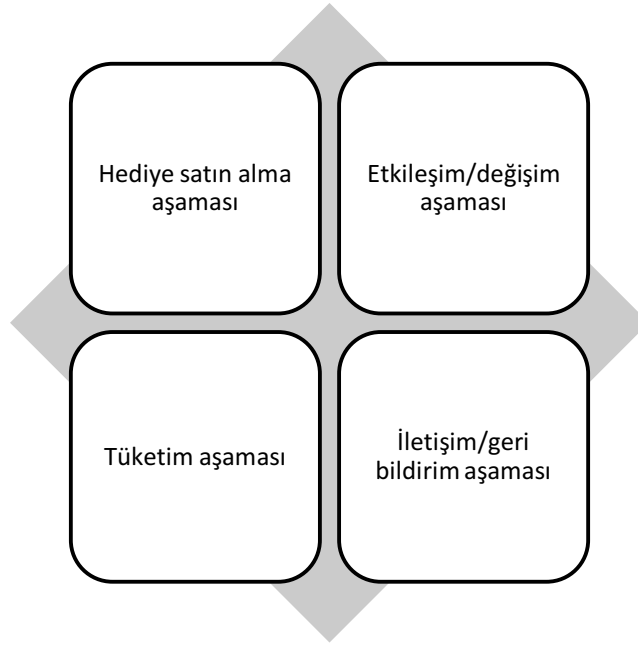 Hediye satın alma
aşaması
Etkileşim/değişim
aşaması
Tüketim aşaması
İletişim/geri
bildirim aşaması